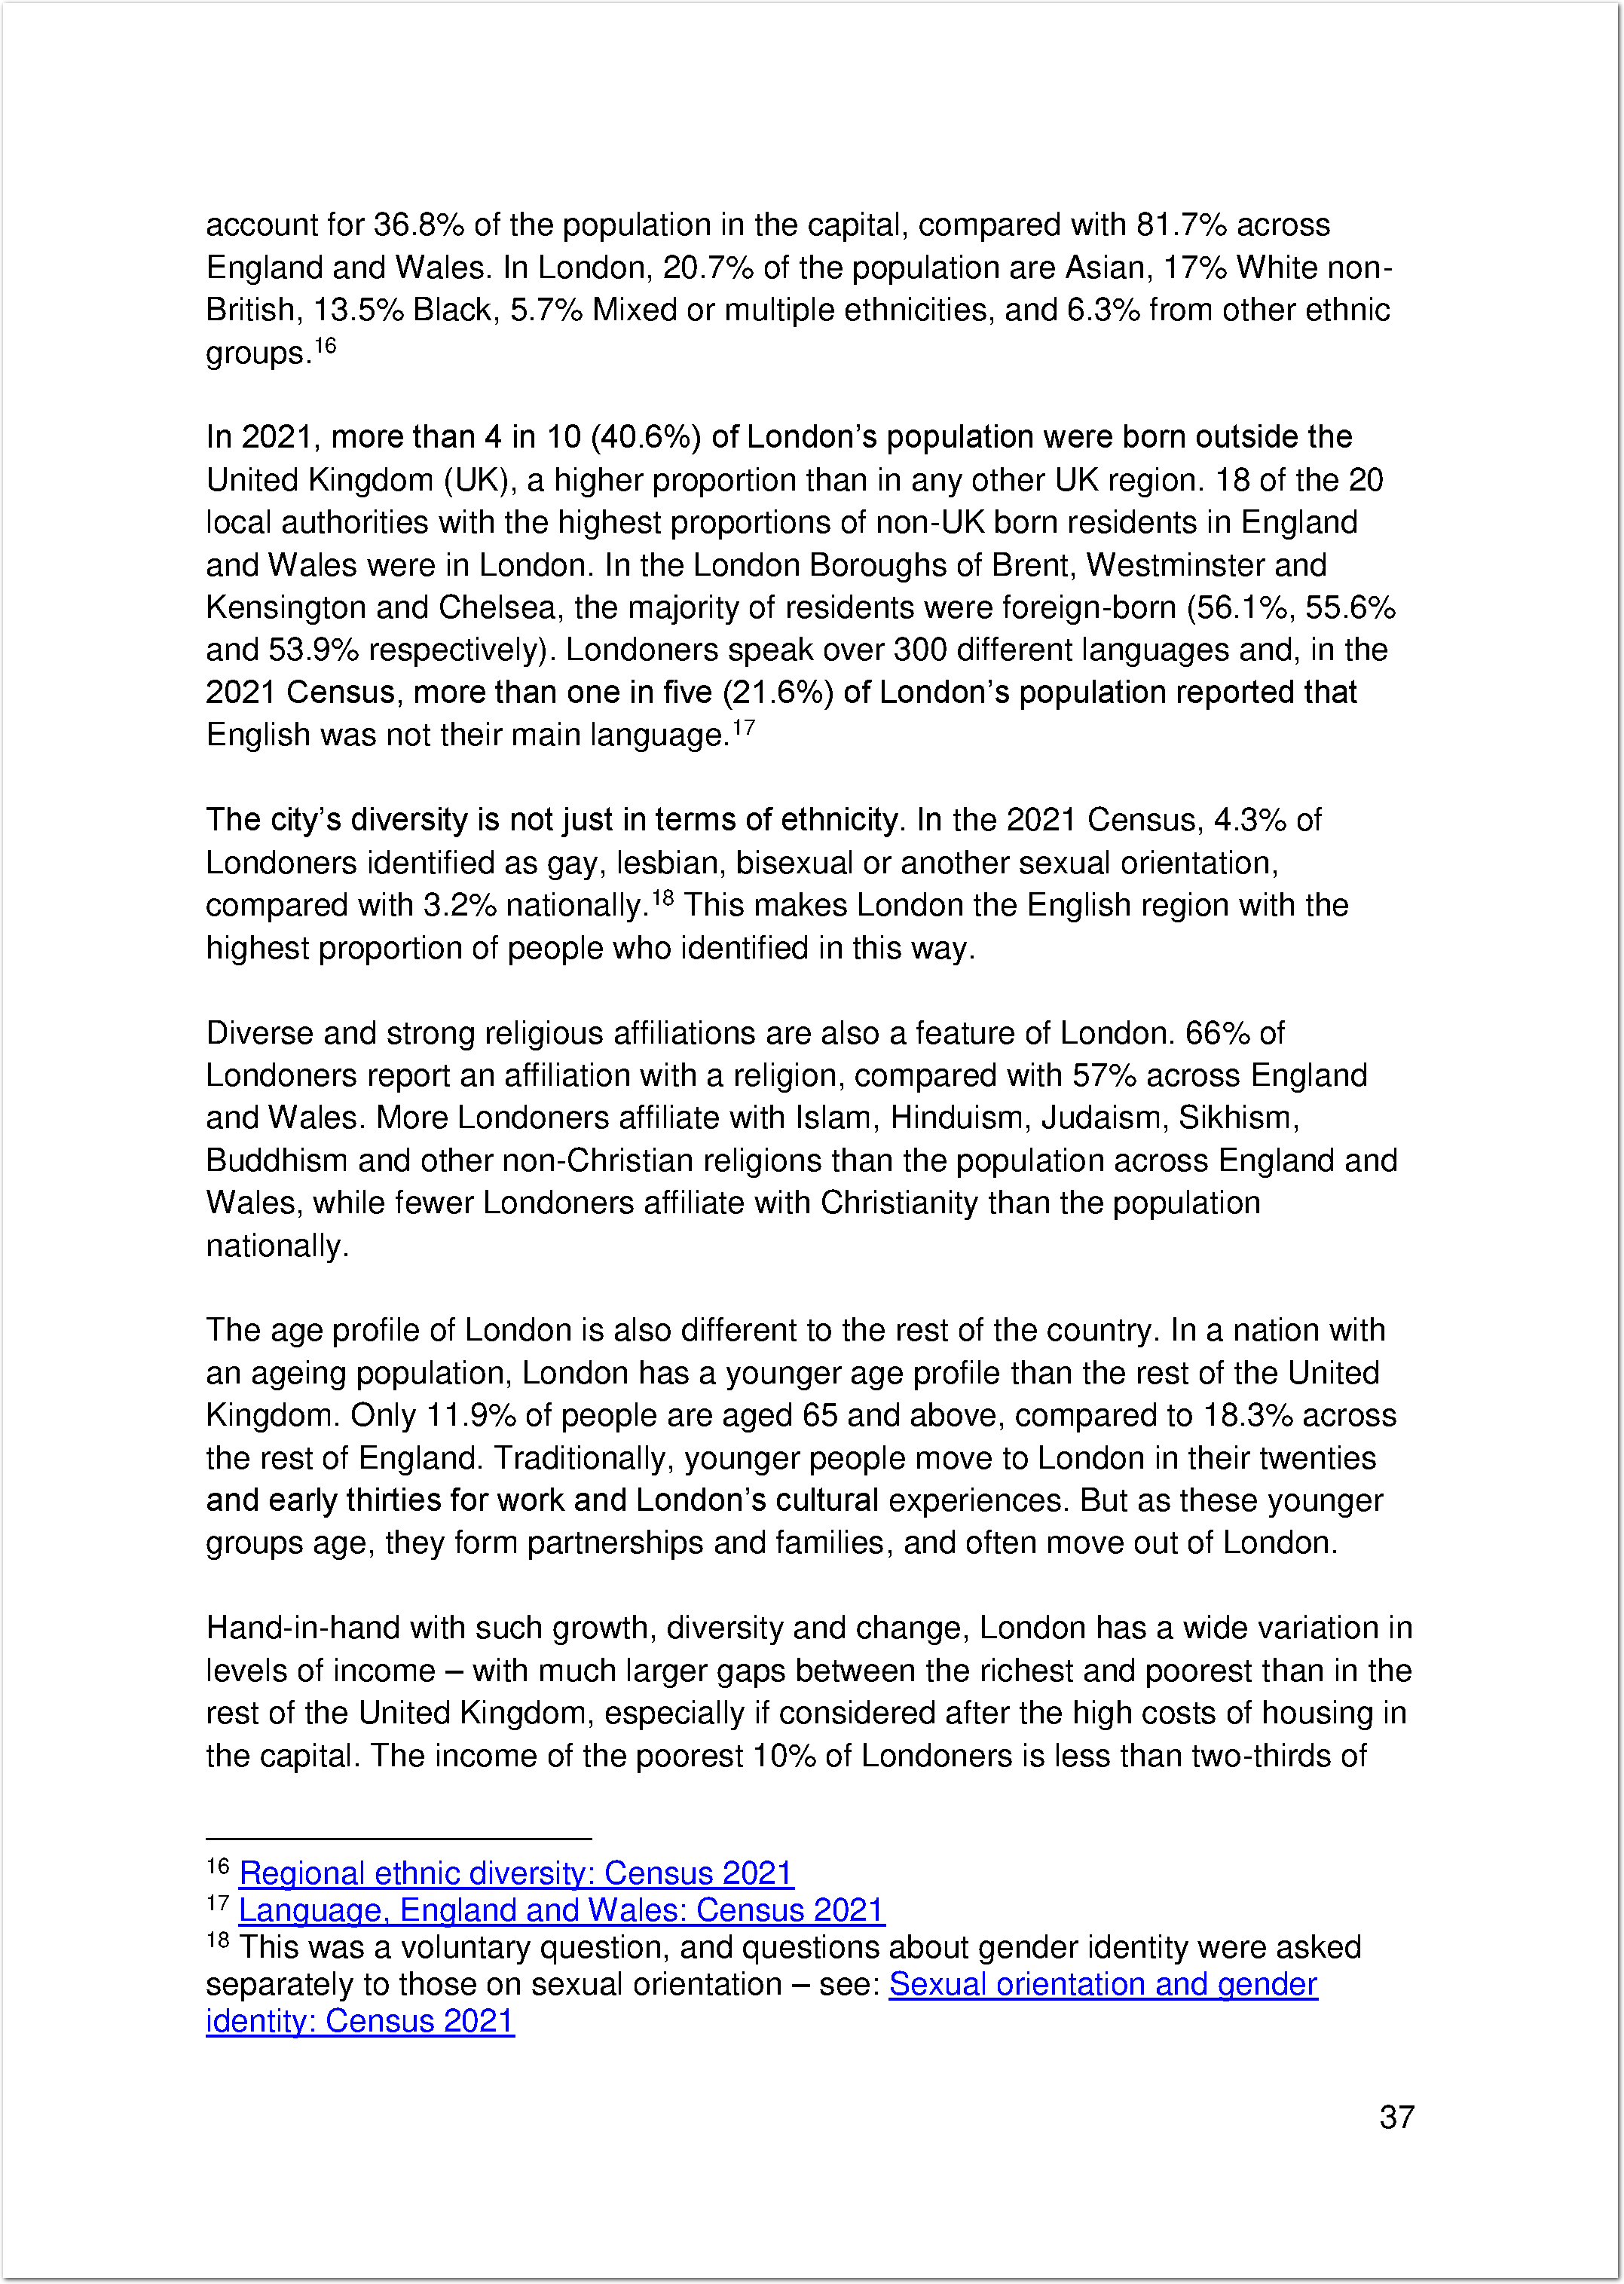 account for 36.8% of the population in the capital, compared with 81.7% across
England and Wales. In London, 20.7% of the population are Asian, 17% White non-
British, 13.5% Black, 5.7% Mixed or multiple ethnicities, and 6.3% from other ethnic
groups.16
In 2021, more than 4 in 10 (40.6%) of London’s population were born outside the
United Kingdom (UK), a higher proportion than in any other UK region. 18 of the 20
local authorities with the highest proportions of non-UK born residents in England
and Wales were in London. In the London Boroughs of Brent, Westminster and
Kensington and Chelsea, the majority of residents were foreign-born (56.1%, 55.6%
and 53.9% respectively). Londoners speak over 300 different languages and, in the
2021 Census, more than one in five (21.6%) of London’s population reported that
English was not their main language.17
The city’s diversity is not just in terms of ethnicity. In the 2021 Census, 4.3% of
Londoners identified as gay, lesbian, bisexual or another sexual orientation,
compared with 3.2% nationally.18 This makes London the English region with the
highest proportion of people who identified in this way.
Diverse and strong religious affiliations are also a feature of London. 66% of
Londoners report an affiliation with a religion, compared with 57% across England
and Wales. More Londoners affiliate with Islam, Hinduism, Judaism, Sikhism,
Buddhism and other non-Christian religions than the population across England and
Wales, while fewer Londoners affiliate with Christianity than the population
nationally.
The age profile of London is also different to the rest of the country. In a nation with
an ageing population, London has a younger age profile than the rest of the United
Kingdom. Only 11.9% of people are aged 65 and above, compared to 18.3% across
the rest of England. Traditionally, younger people move to London in their twenties
and early thirties for work and London’s cultural experiences. But as these younger
groups age, they form partnerships and families, and often move out of London.
Hand-in-hand with such growth, diversity and change, London has a wide variation in
levels of income – with much larger gaps between the richest and poorest than in the
rest of the United Kingdom, especially if considered after the high costs of housing in
the capital. The income of the poorest 10% of Londoners is less than two-thirds of
16 Regional ethnic diversity: Census 2021
17 Language, England and Wales: Census 2021
18 This was a voluntary question, and questions about gender identity were asked
separately to those on sexual orientation – see: Sexual orientation and gender
identity: Census 2021
37